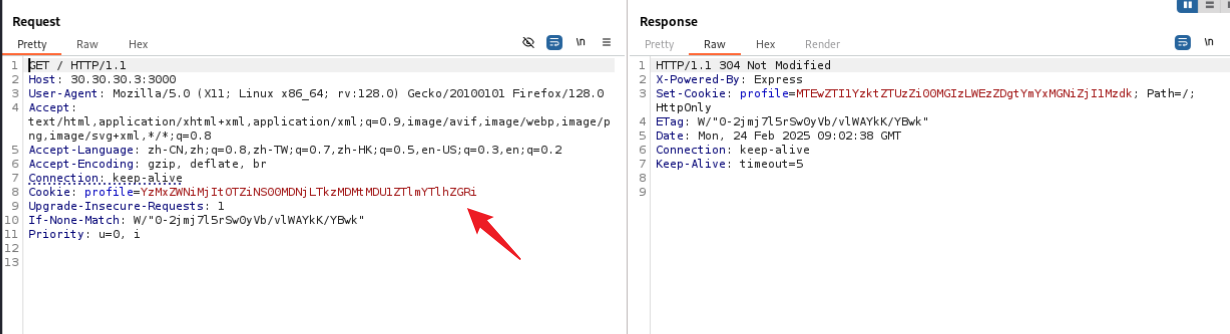 Request
Pretty Raw Hex
\n
1 GET / HTTP/1.1
2 Host: 30.30.30.3:3000
3 User-Agent: Mozilla/5.0 (X11; Linux x86_64; rv:128.0) Gecko/20100101 Firefox/128.0
4 Accept:
text/html,application/xhtml+xml,application/xml;q=0.9,image/avif,image/webp,image/p
ng,image/svg+xml,*/*;q=0.8
5 Accept-Language: zh-CN,zh;q=0.8,zh-TW;q=0.7,zh-HK;q=0.5,en-US;q=0.3,en;q=0.2
6 Accept-Encoding: gzip, deflate, br
7 Connection: keep-alive
8 Cookie: profile=YzMxZWNiMjItOTZiNS00MDNjLTkzMDMtMDU1ZTlmYTlhZGRi
9 Upgrade-Insecure-Requests: 1
10 If-None-Match: W/"0-2jmj7l5rSw0yVb/vlWAYkK/YBwk"
11 Priority: u=0, i
12
13
Response
Pretty Raw Hex Render
\n
1 HTTP/1.1 304 Not Modified
2 X-Powered-By: Express
3 Set-Cookie: profile=MTEwZTI1YzktZTUzZi00MGIzLWEzZDgtYmYxMGNiZjI1Mzdk; Path=/;
HttpOnly
4 ETag: W/"0-2jmj7l5rSw0yVb/vlWAYkK/YBwk"
5 Date: Mon, 24 Feb 2025 09:02:38 GMT
6 Connection: keep-alive
7 Keep-Alive: timeout=5
8
9